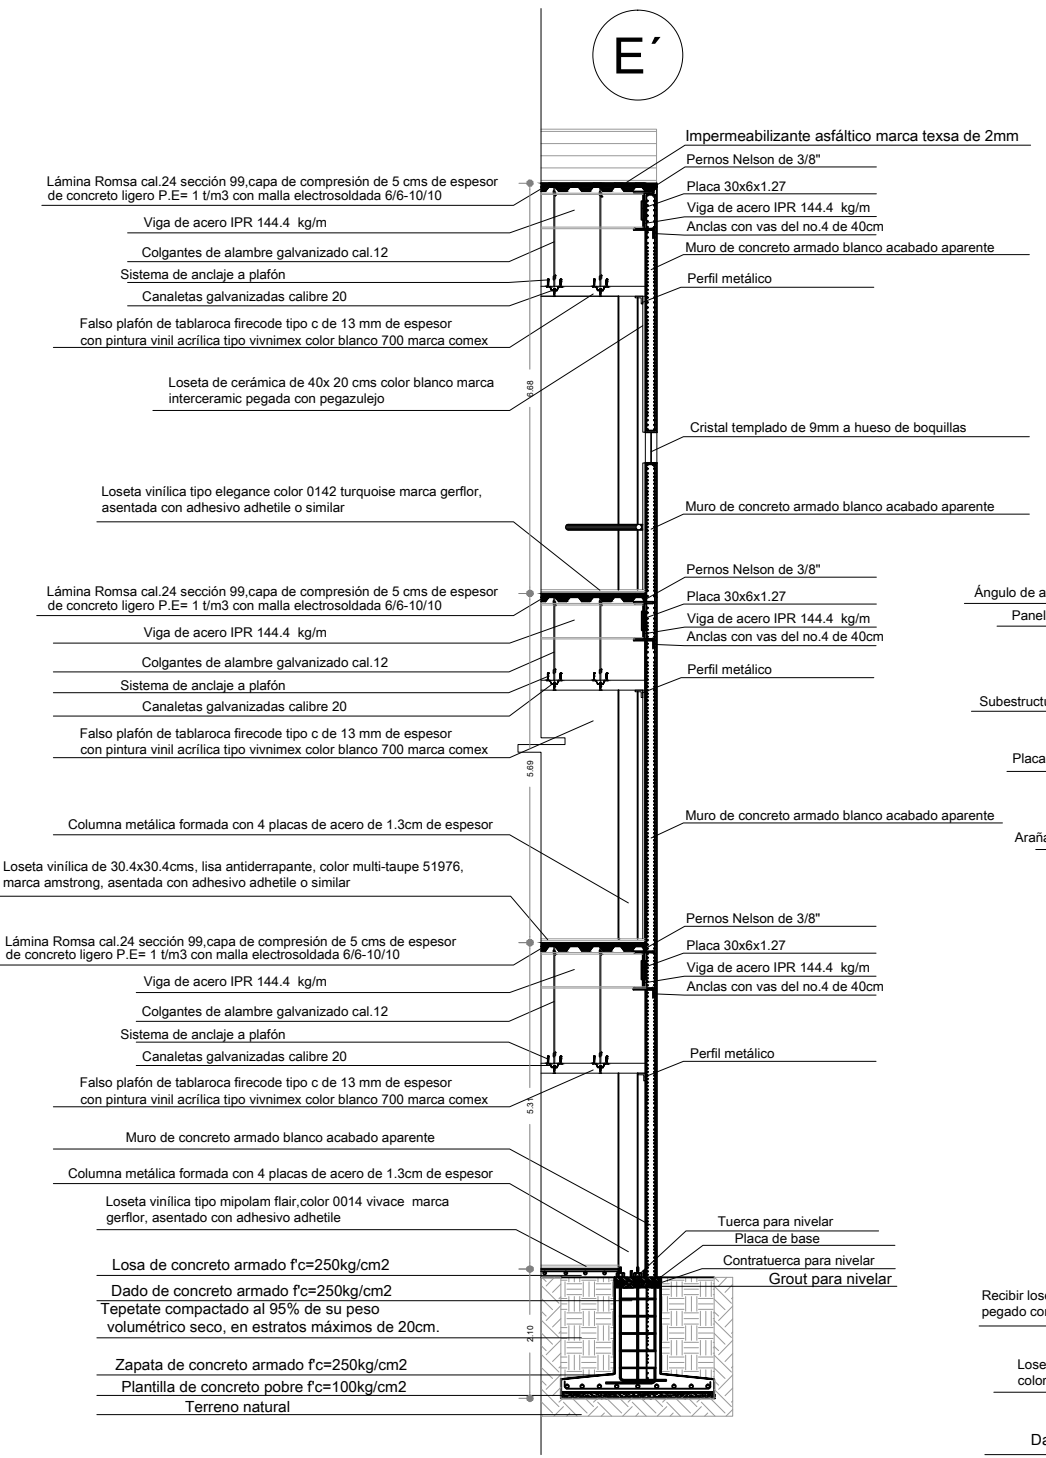 E´
Impermeabilizante asfáltico marca texsa de 2mm
Pernos Nelson de 3/8"
Lámina Romsa cal.24 sección 99,capa de compresión de 5 cms de espesor
de concreto ligero P.E= 1 t/m3 con malla electrosoldada 6/6-10/10
Placa 30x6x1.27
Viga de acero IPR 144.4 kg/m
Viga de acero IPR 144.4 kg/m
Anclas con vas del no.4 de 40cm
Colgantes de alambre galvanizado cal.12
Muro de concreto armado blanco acabado aparente
Sistema de anclaje a plafón
Perfil metálico
Canaletas galvanizadas calibre 20
Falso plafón de tablaroca firecode tipo c de 13 mm de espesor
con pintura vinil acrílica tipo vivnimex color blanco 700 marca comex
Loseta de cerámica de 40x 20 cms color blanco marca
interceramic pegada con pegazulejo
6.68
Cristal templado de 9mm a hueso de boquillas
Loseta vinílica tipo elegance color 0142 turquoise marca gerflor,
asentada con adhesivo adhetile o similar
Muro de concreto armado blanco acabado aparente
Pernos Nelson de 3/8"
Lámina Romsa cal.24 sección 99,capa de compresión de 5 cms de espesor
de concreto ligero P.E= 1 t/m3 con malla electrosoldada 6/6-10/10
Placa 30x6x1.27
Ángulo de a
Panel
Viga de acero IPR 144.4 kg/m
Viga de acero IPR 144.4 kg/m
Anclas con vas del no.4 de 40cm
Colgantes de alambre galvanizado cal.12
Perfil metálico
Sistema de anclaje a plafón
Canaletas galvanizadas calibre 20
Subestructu
Falso plafón de tablaroca firecode tipo c de 13 mm de espesor
con pintura vinil acrílica tipo vivnimex color blanco 700 marca comex
5.69
Placa
Muro de concreto armado blanco acabado aparente
Columna metálica formada con 4 placas de acero de 1.3cm de espesor
Araña
Loseta vinílica de 30.4x30.4cms, lisa antiderrapante, color multi-taupe 51976,
marca amstrong, asentada con adhesivo adhetile o similar
Pernos Nelson de 3/8"
Lámina Romsa cal.24 sección 99,capa de compresión de 5 cms de espesor
de concreto ligero P.E= 1 t/m3 con malla electrosoldada 6/6-10/10
Placa 30x6x1.27
Viga de acero IPR 144.4 kg/m
Viga de acero IPR 144.4 kg/m
Anclas con vas del no.4 de 40cm
Colgantes de alambre galvanizado cal.12
Sistema de anclaje a plafón
Perfil metálico
Canaletas galvanizadas calibre 20
Falso plafón de tablaroca firecode tipo c de 13 mm de espesor
con pintura vinil acrílica tipo vivnimex color blanco 700 marca comex
5.31
Muro de concreto armado blanco acabado aparente
Columna metálica formada con 4 placas de acero de 1.3cm de espesor
Loseta vinílica tipo mipolam flair,color 0014 vivace marca
gerflor, asentado con adhesivo adhetile
Tuerca para nivelar
Placa de base
Contratuerca para nivelar
Grout para nivelar
Losa de concreto armado f'c=250kg/cm2
Dado de concreto armado f'c=250kg/cm2
Tepetate compactado al 95% de su peso
volumétrico seco, en estratos máximos de 20cm.
2.10
Recibir lose
pegado con
Zapata de concreto armado f'c=250kg/cm2
Plantilla de concreto pobre f'c=100kg/cm2
Terreno natural
Lose
color
Da